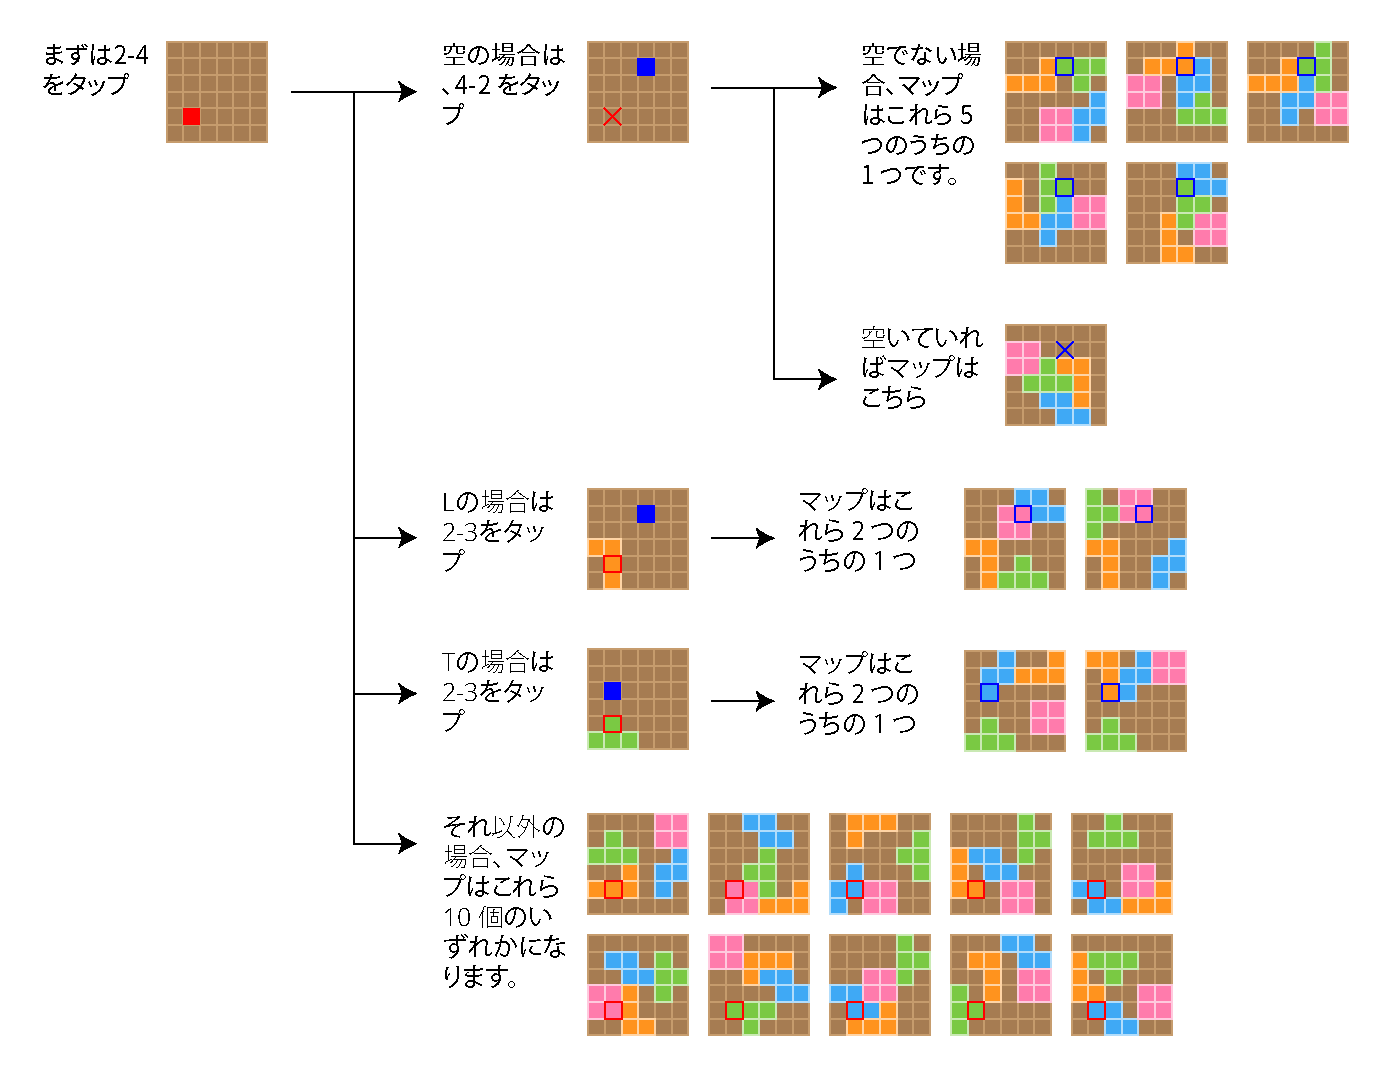 まずは2-4
をタップ
空の場合は
、4-2 をタッ
プ
空でない場
合、マップ
はこれら 5
つのうちの
1 つです。
空いていれ
ばマップは
こちら
Lの場合は
2-3をタッ
プ
マップはこ
れら 2 つの
うちの 1 つ
Tの場合は
2-3をタッ
プ
マップはこ
れら 2 つの
うちの 1 つ
それ以外の
場合、マッ
プはこれら
10 個のい
ずれかにな
ります。